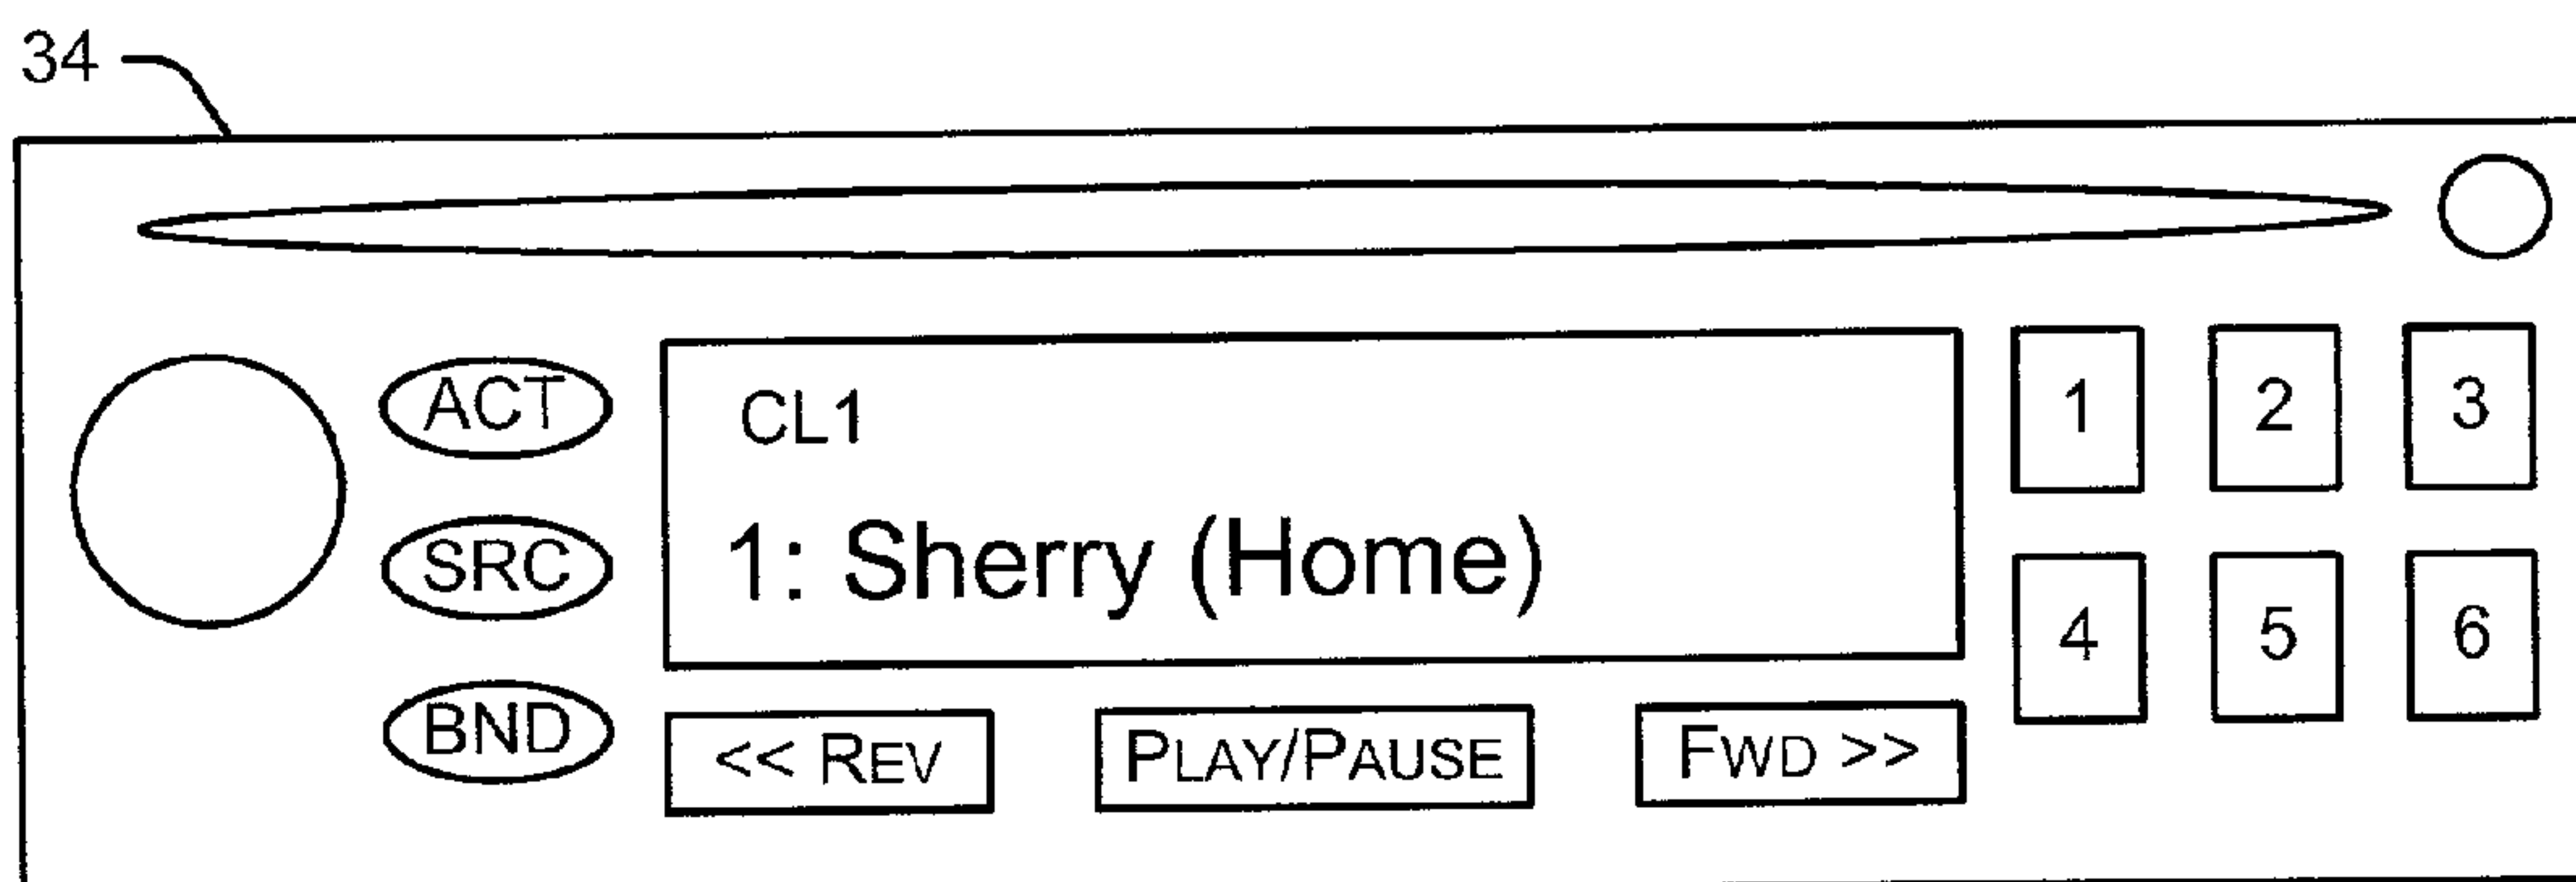 34
ACT
CL1
1
2
3
SRC
1: Sherry (Home)
4
5
6
BND
<< REV
PLAY/PAUSE
FWD >>